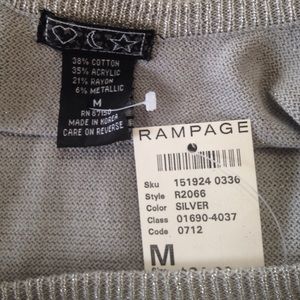 38% COTTON
35% ACRYLIC
21% RAYON
6% METALLIC
M
RN 67150
MADE IN KOREA
CARE ON REVERSE
RAMPAGE
Sku 151924 0336
Style R2066
Color SILVER
Class 01690-4037
Code 0712
M